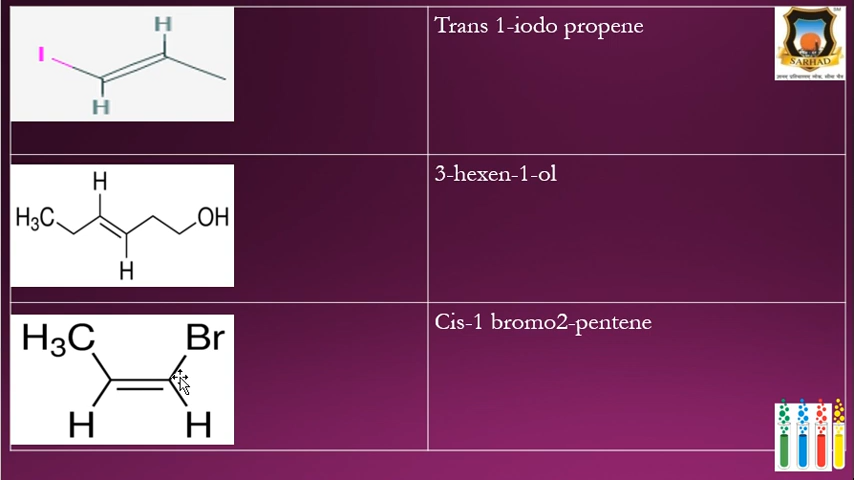 Trans 1-iodo propene
I
H
H
SARHAD
3-hexen-1-ol
H
H₃C
OH
H
Cis-1 bromo2-pentene
H₃C
Br
H
H